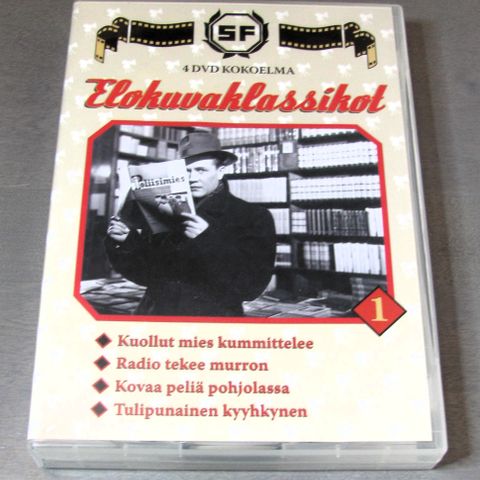 SF
4 DVD KOKOELMA
Elokuvaklassikot
Poliisimies
1
Kuollut mies kummittelee
Radio tekee murron
Kovaa peliä pohjolassa
Tulipunainen kyyhkynen